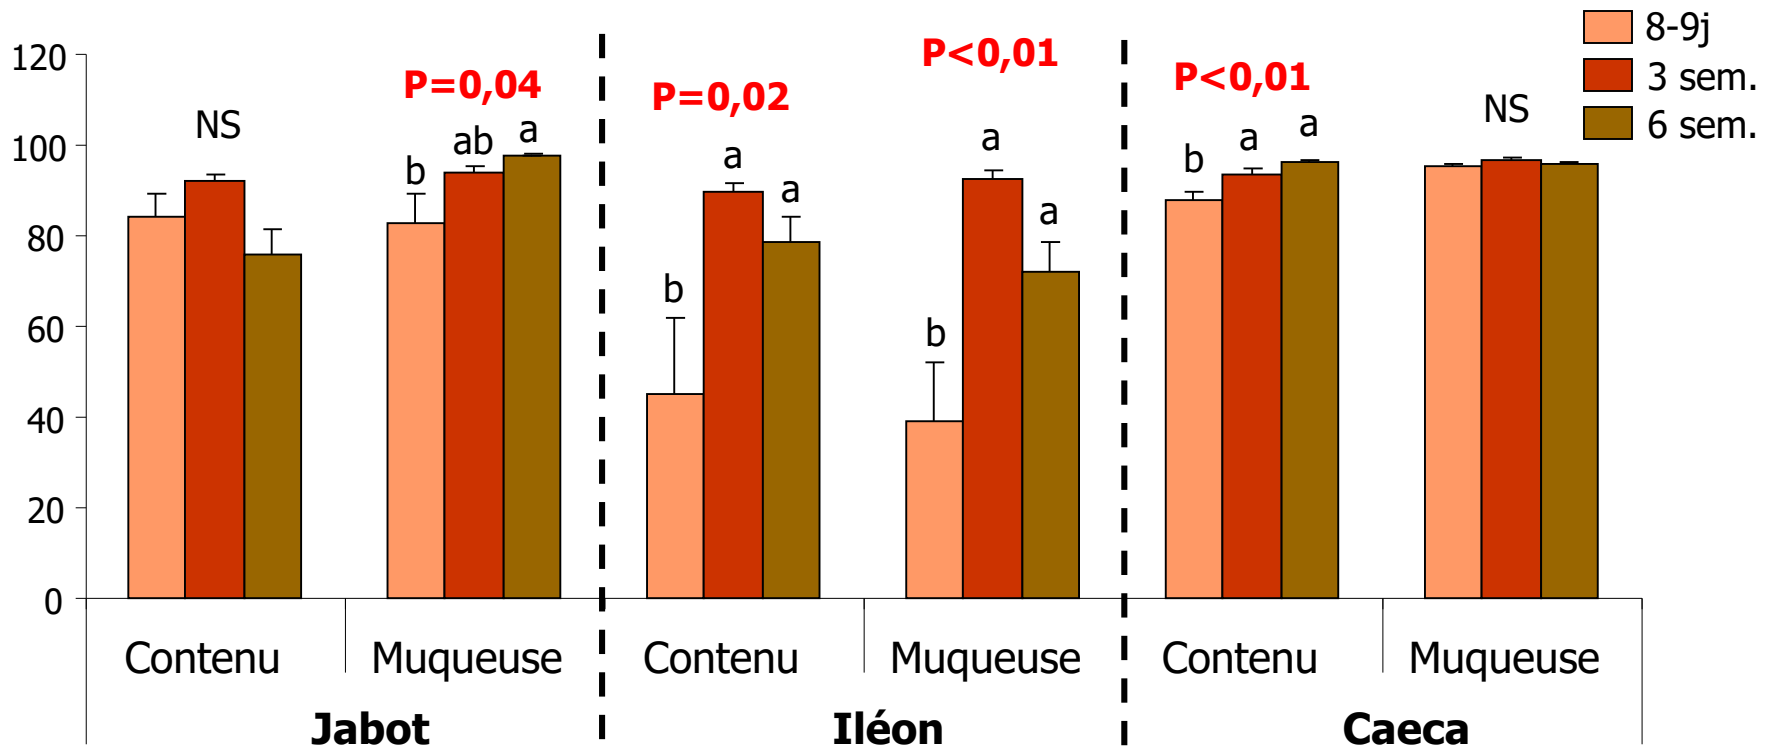 8-9j
3 sem.
6 sem.
120
100
80
60
40
20
0
NS
P=0,04
b
ab
a
P=0,02
b
a
a
P<0,01
b
a
a
P<0,01
b
a
a
NS
Contenu
Muqueuse
Contenu
Muqueuse
Contenu
Muqueuse
Jabot
Iléon
Caeca